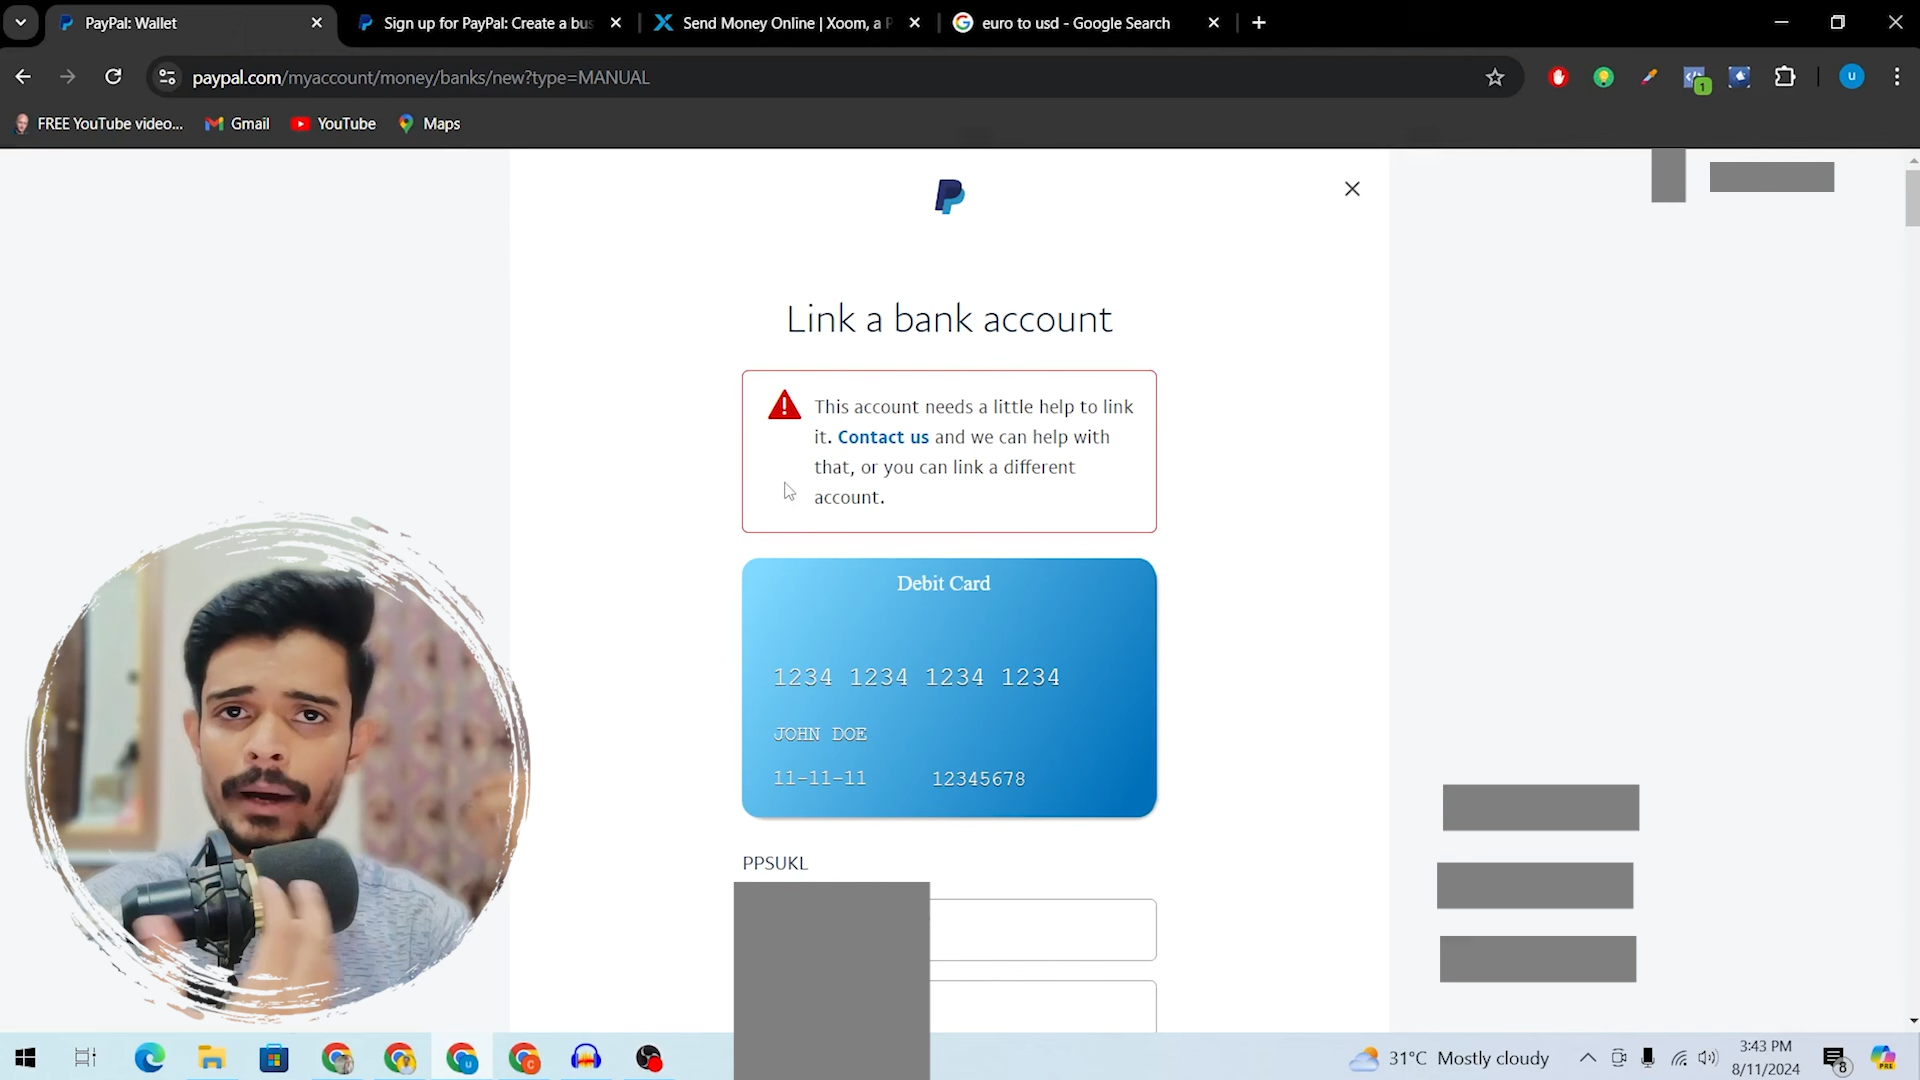 PayPal: Wallet
Sign up for PayPal: Create a bus
Send Money Online | Xoom, a P
euro to usd - Google Search
paypal.com/myaccount/money/banks/new?type=MANUAL
1
u
FREE YouTube video...
Gmail
YouTube
Maps
Link a bank account
This account needs a little help to link
it. Contact us and we can help with
that, or you can link a different
account.
Debit Card
1234 1234 1234 1234
JOHN DOE
11-11-11 12345678
PPSUKL
31°C Mostly cloudy
3:43 PM
8/11/2024
8
PRE